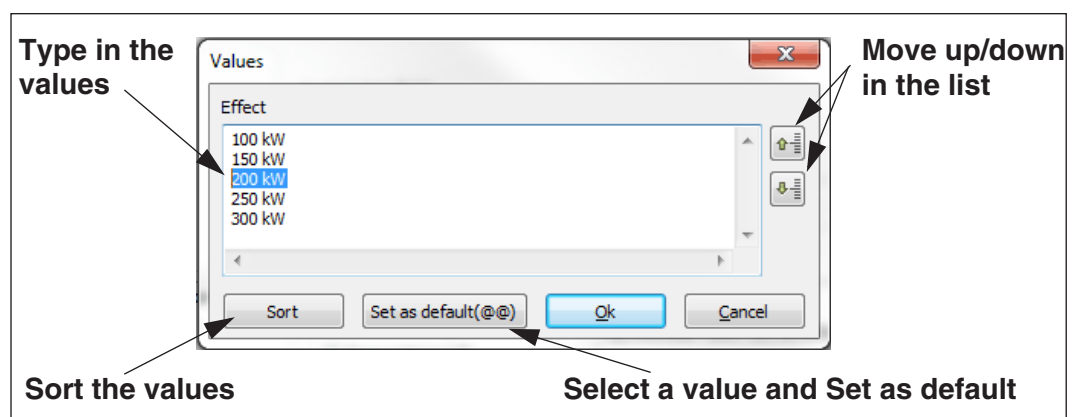 Type in the
values
Move up/down
in the list
Values
Effect
100 kW
150 kW
200 kW
250 kW
300 kW
Sort
Set as default(@@)
Ok
Cancel
Sort the values
Select a value and Set as default